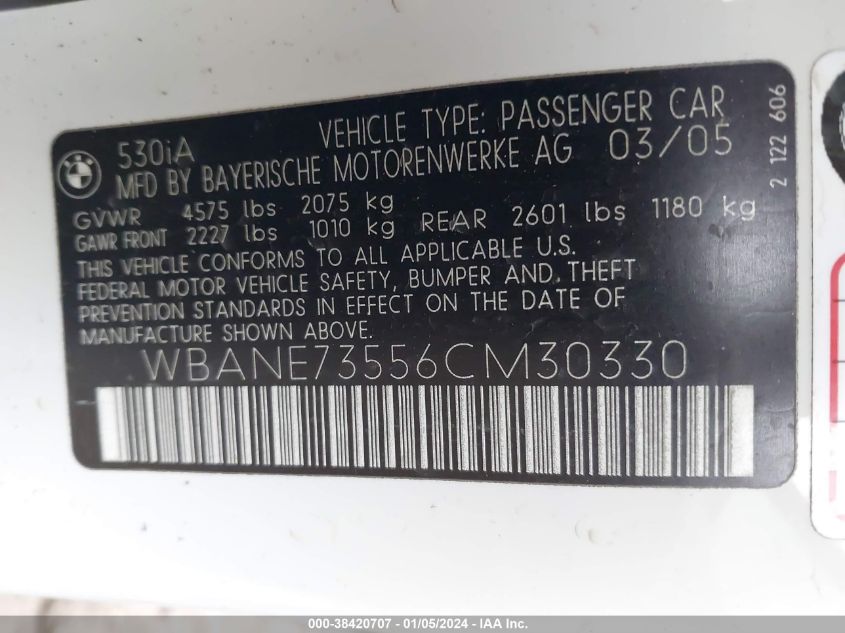 BMW
530iA VEHICLE TYPE: PASSENGER CAR
MFD BY BAYERISCHE MOTORENWERKE AG 03/05
GVWR 4575 lbs 2075 kg
GAWR FRONT 2227 lbs 1010 kg REAR 2601 lbs 1180 kg
THIS VEHICLE CONFORMS TO ALL APPLICABLE U.S.
FEDERAL MOTOR VEHICLE SAFETY, BUMPER AND THEFT
PREVENTION STANDARDS IN EFFECT ON THE DATE OF
MANUFACTURE SHOWN ABOVE.
WBANE73556CM30330
2 122 606
000-38420707 - 01/05/2024 - IAA Inc.